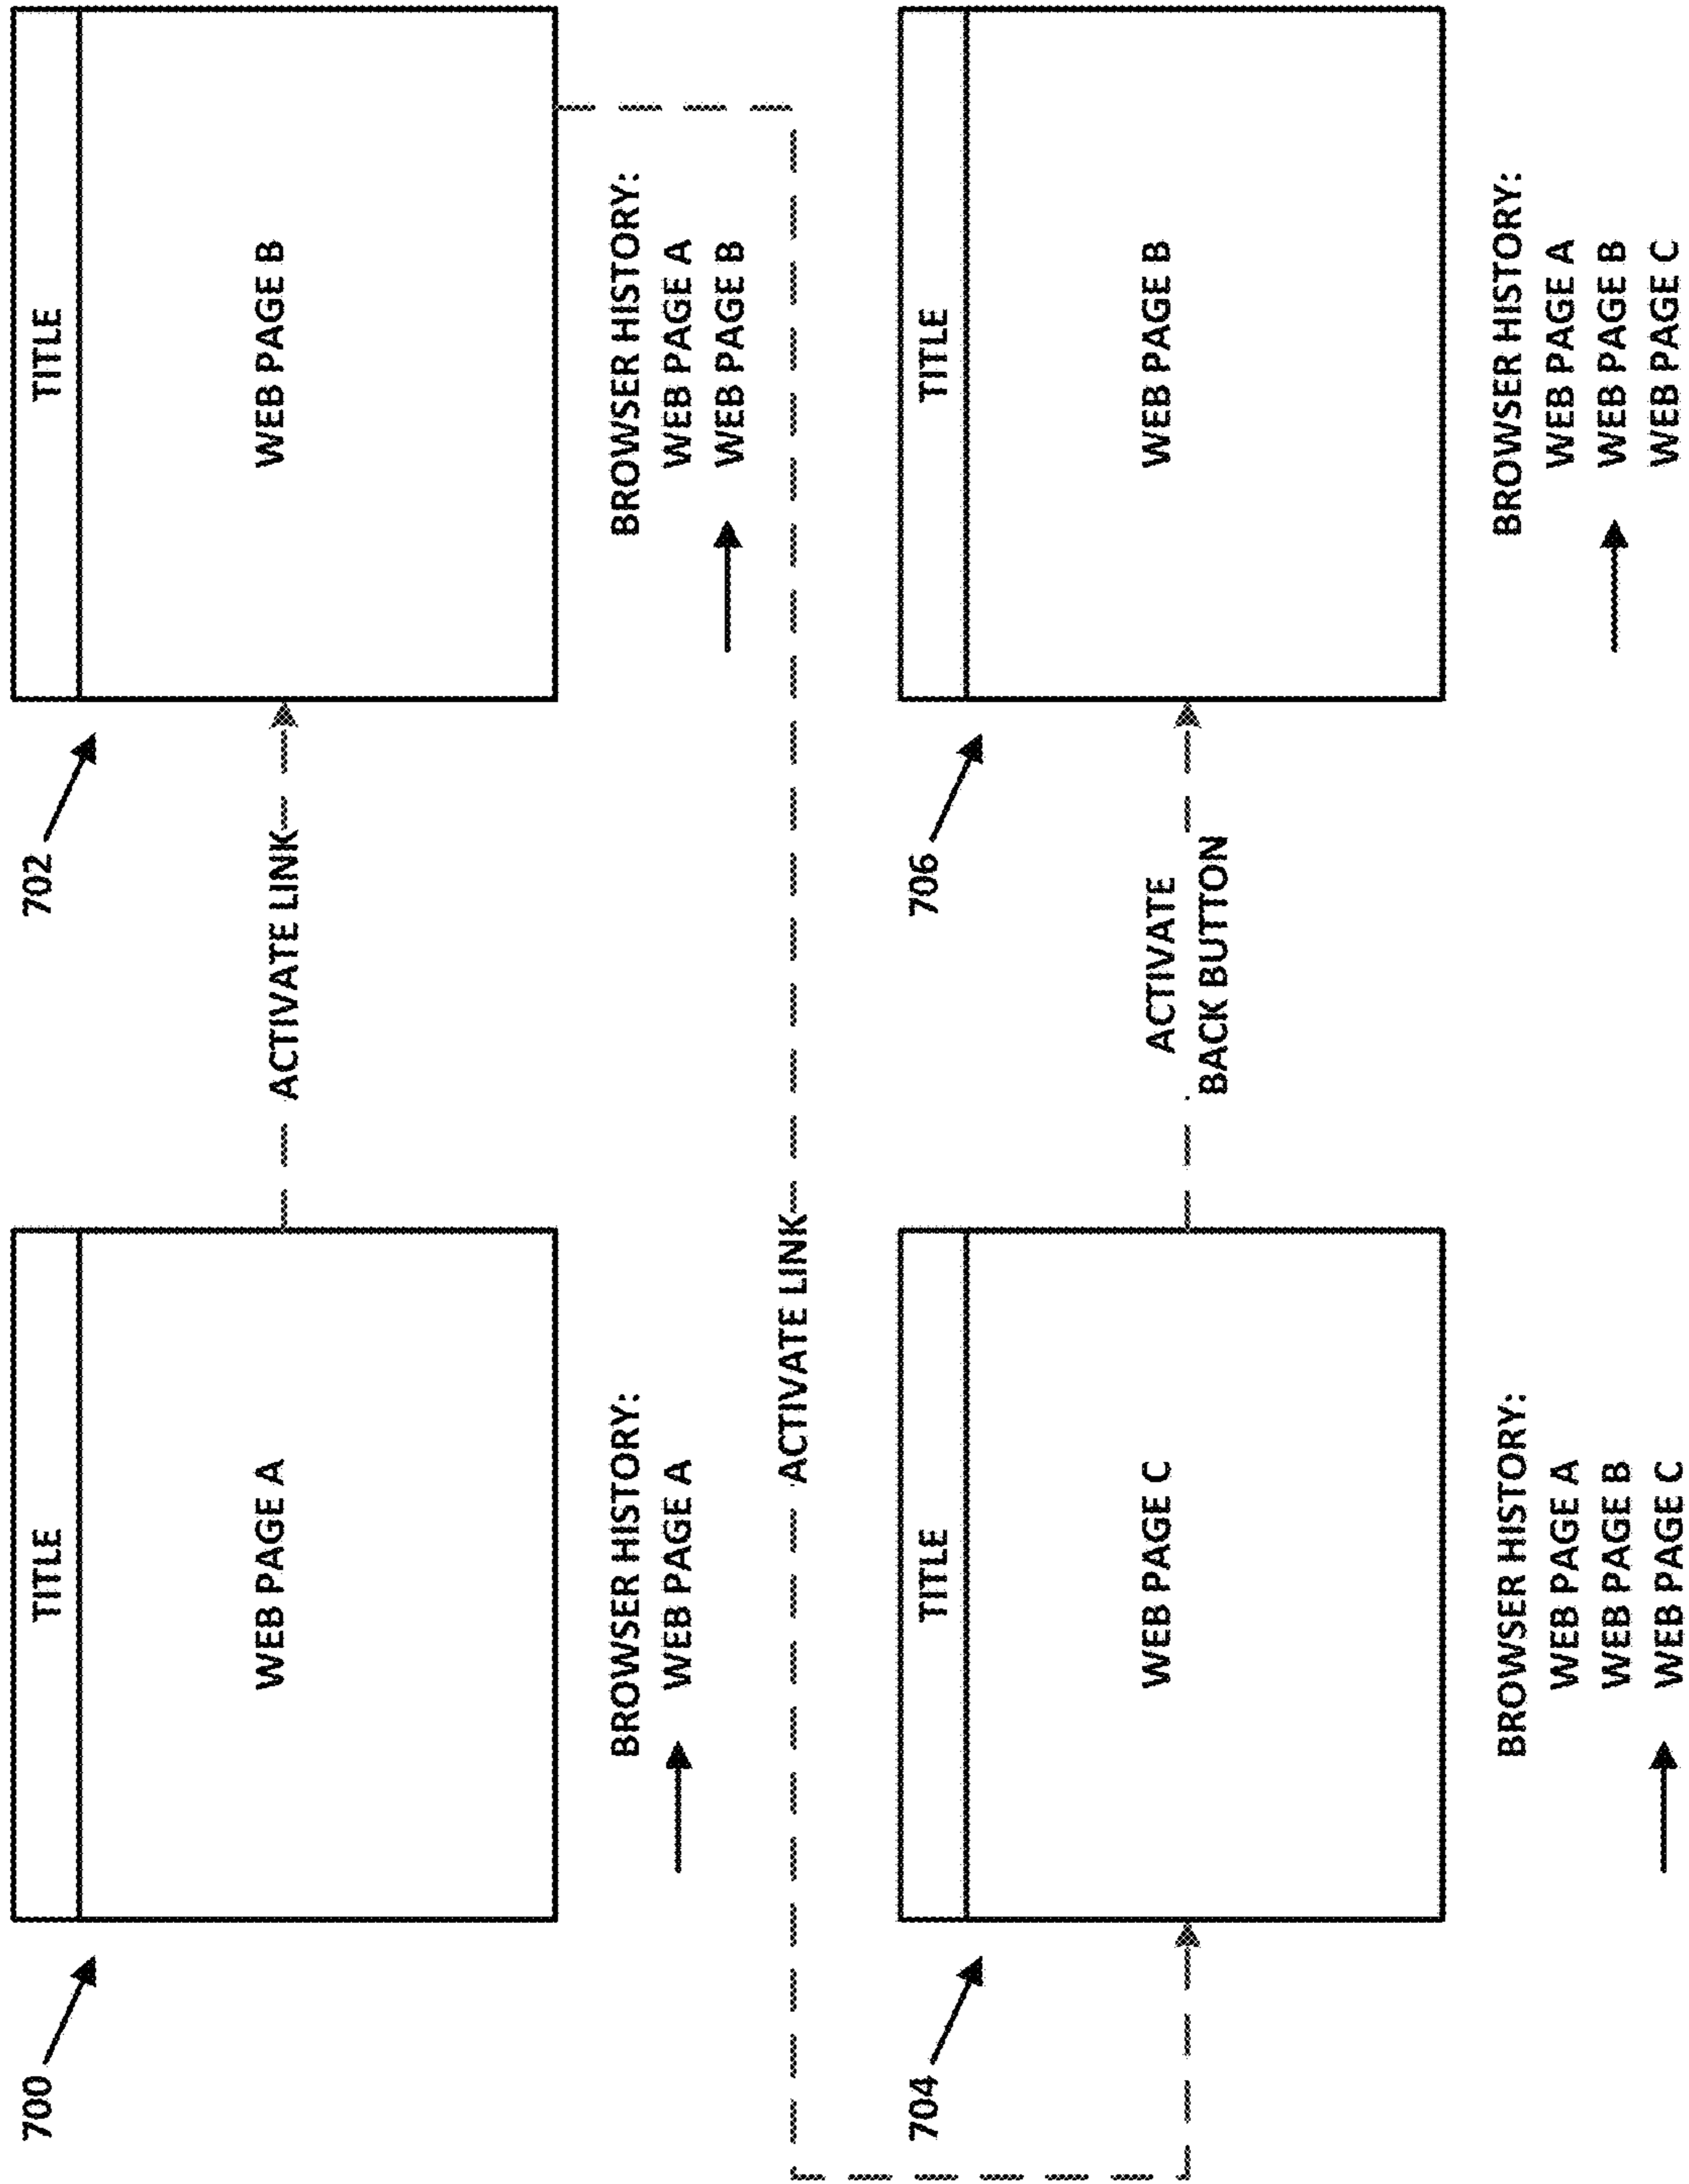 700
TITLE
WEB PAGE A
BROWSER HISTORY:
WEB PAGE A
ACTIVATE LINK
702
TITLE
WEB PAGE B
BROWSER HISTORY:
WEB PAGE A
WEB PAGE B
ACTIVATE LINK
704
TITLE
WEB PAGE C
BROWSER HISTORY:
WEB PAGE A
WEB PAGE B
WEB PAGE C
ACTIVATE
BACK BUTTON
706
TITLE
WEB PAGE B
BROWSER HISTORY:
WEB PAGE A
WEB PAGE B
WEB PAGE C